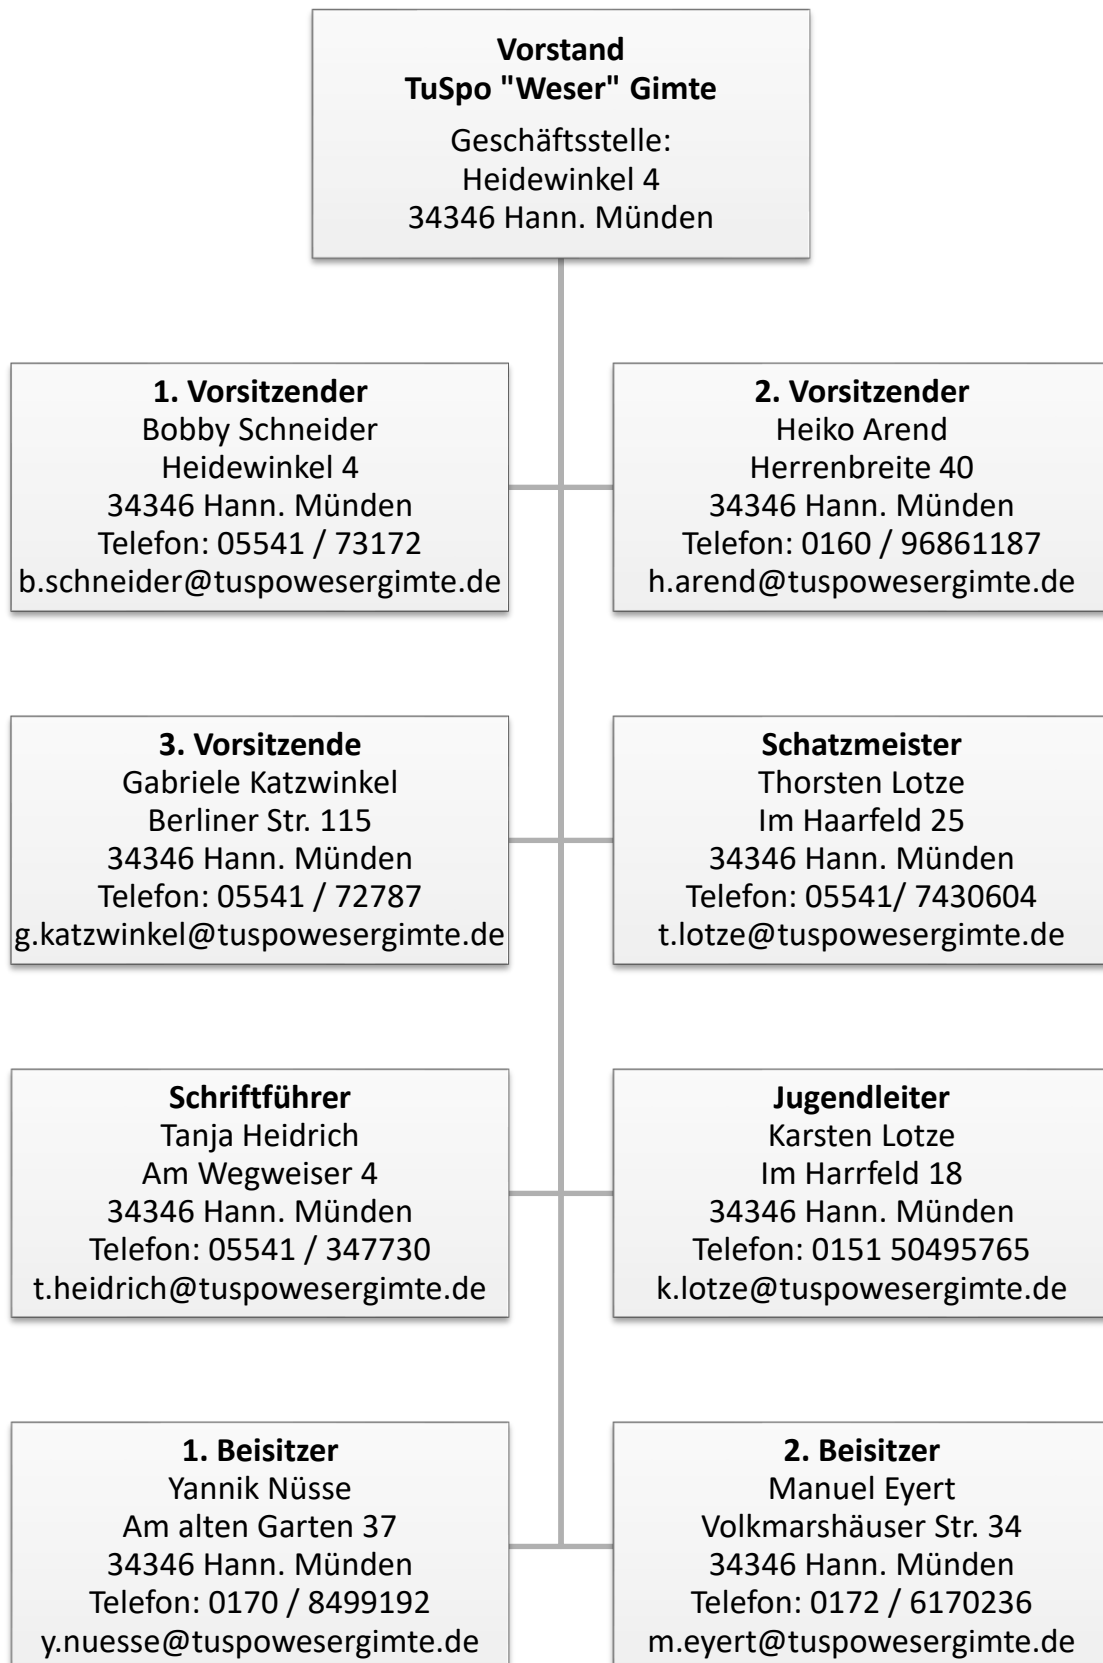 Vorstand
TuSpo "Weser" Gimte
Geschäftsstelle:
Heidewinkel 4
34346 Hann. Münden
1. Vorsitzender
Bobby Schneider
Heidewinkel 4
34346 Hann. Münden
Telefon: 05541 / 73172
b.schneider@tuspowesergimte.de
2. Vorsitzender
Heiko Arend
Herrenbreite 40
34346 Hann. Münden
Telefon: 0160 / 96861187
h.arend@tuspowesergimte.de
3. Vorsitzende
Gabriele Katzwinkel
Berliner Str. 115
34346 Hann. Münden
Telefon: 05541 / 72787
g.katzwinkel@tuspowesergimte.de
Schatzmeister
Thorsten Lotze
Im Haarfeld 25
34346 Hann. Münden
Telefon: 05541/ 7430604
t.lotze@tuspowesergimte.de
Schriftführer
Tanja Heidrich
Am Wegweiser 4
34346 Hann. Münden
Telefon: 05541 / 347730
t.heidrich@tuspowesergimte.de
Jugendleiter
Karsten Lotze
Im Harrfeld 18
34346 Hann. Münden
Telefon: 0151 50495765
k.lotze@tuspowesergimte.de
1. Beisitzer
Yannik Nüsse
Am alten Garten 37
34346 Hann. Münden
Telefon: 0170 / 8499192
y.nuesse@tuspowesergimte.de
2. Beisitzer
Manuel Eyert
Volkmarshäuser Str. 34
34346 Hann. Münden
Telefon: 0172 / 6170236
m.eyert@tuspowesergimte.de